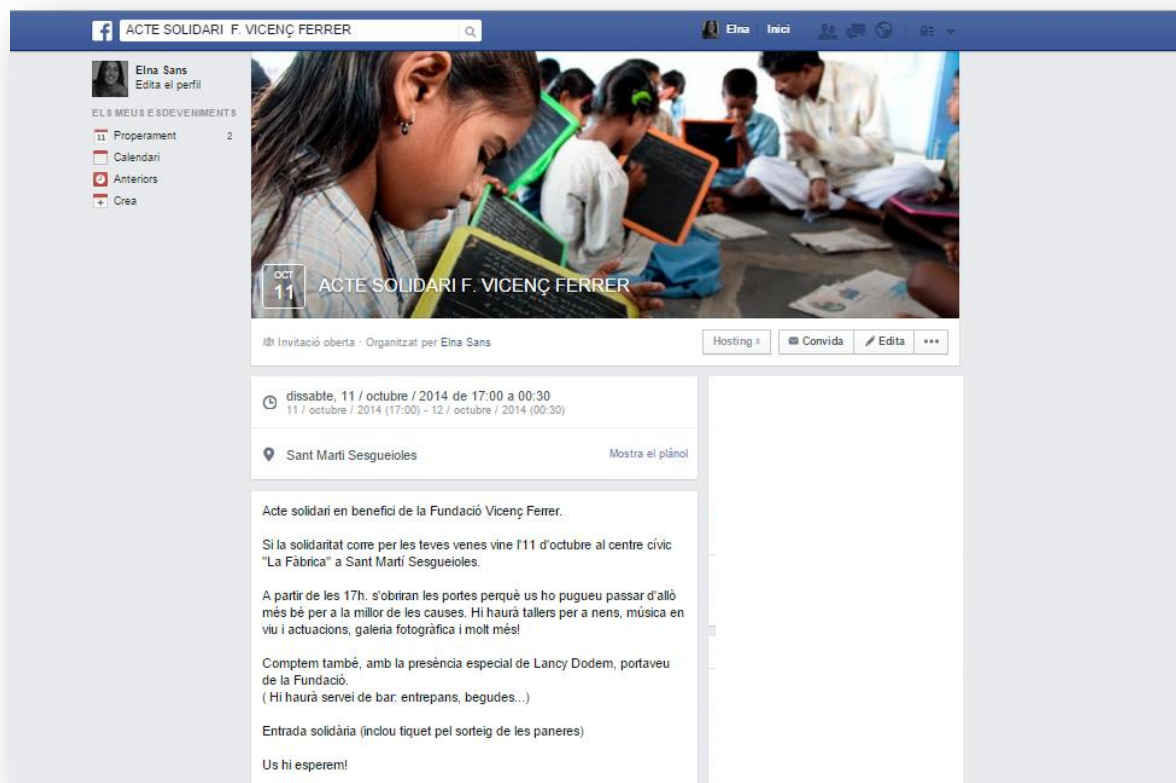 f ACTE SOLIDARI F. VICENÇ FERRER
Elna Inici
Elna Sans
Edita el perfil
ELS MEUS ESDEVENIMENTS
11 Properament 2
Calendari
Anteriors
+ Crea
OCT
11
ACTE SOLIDARI F. VICENÇ FERRER
Invitació oberta · Organitzat per Elna Sans
Hosting
Convida
Edita
dissabte, 11 / octubre / 2014 de 17:00 a 00:30
11 / octubre / 2014 (17:00) - 12 / octubre / 2014 (00:30)
Sant Marti Sesgueioles
Mostra el plànol
Acte solidari en benefici de la Fundació Vicenç Ferrer.
Si la solidaritat corre per les teves venes vine l'11 d'octubre al centre cívic
"La Fàbrica" a Sant Martí Sesgueioles.
A partir de les 17h. s'obriran les portes perquè us ho pugueu passar d'allò
més bé per a la millor de les causes. Hi haurà tallers per a nens, música en
viu i actuacions, galeria fotogràfica i molt més!
Comptem també, amb la presència especial de Lancy Dodem, portaveu
de la Fundació.
( Hi haurà servei de bar: entrepans, begudes...)
Entrada solidària (inclou tiquet pel sorteig de les paneres)
Us hi esperem!